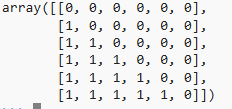 array([[0, 0, 0, 0, 0, 0],
       [1, 0, 0, 0, 0, 0],
       [1, 1, 0, 0, 0, 0],
       [1, 1, 1, 0, 0, 0],
       [1, 1, 1, 1, 0, 0],
       [1, 1, 1, 1, 1, 0]])